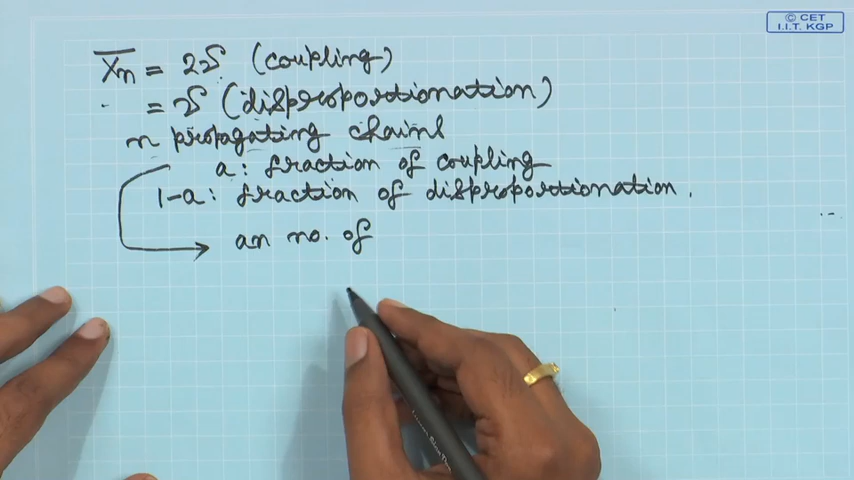 © CET
I.I.T. KGP
X̅n = 2ν (coupling)
= ν (disproportionation)
n propagating chains
a: fraction of coupling
1-a: fraction of disproportionation.
an no. of